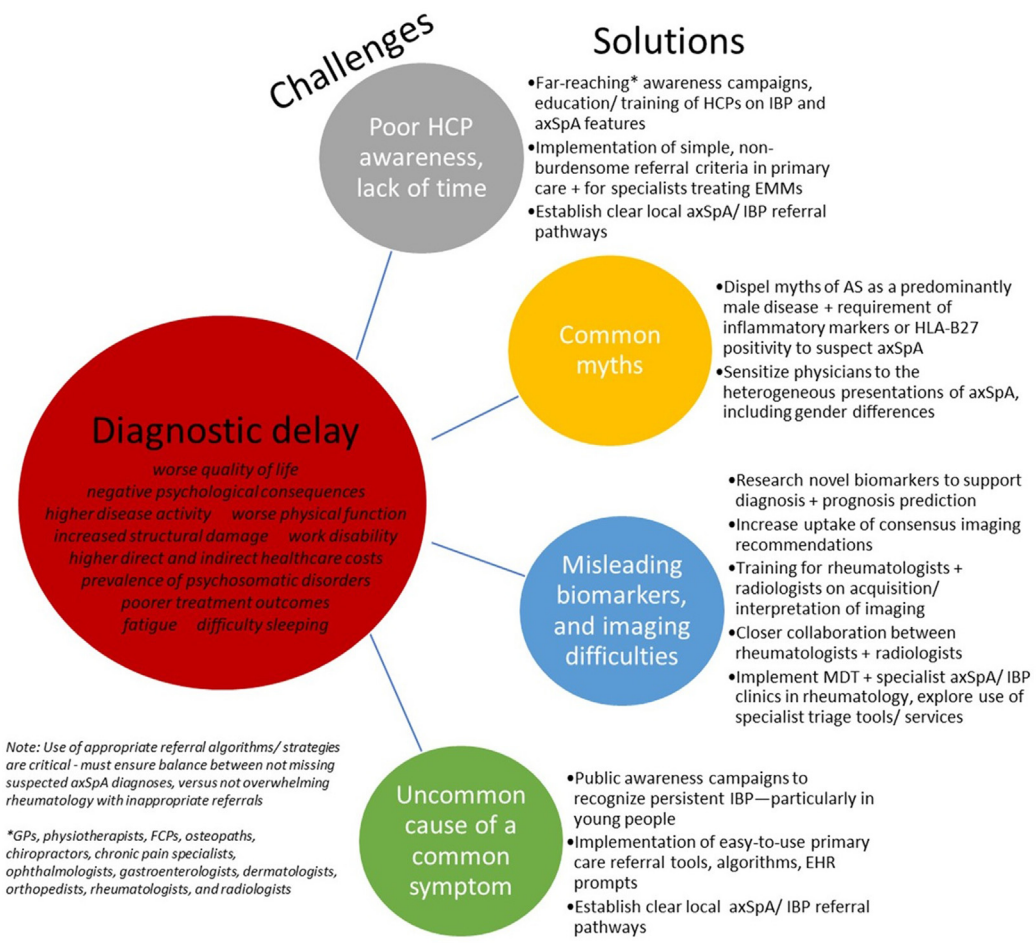 Challenges
Solutions
Poor HCP
awareness,
lack of time
•Far-reaching* awareness campaigns,
education/ training of HCPs on IBP and
axSpA features
•Implementation of simple, non-
burdensome referral criteria in primary
care + for specialists treating EMMs
•Establish clear local axSpA/ IBP referral
pathways
Common
myths
•Dispel myths of AS as a predominantly
male disease + requirement of
inflammatory markers or HLA-B27
positivity to suspect axSpA
•Sensitize physicians to the
heterogeneous presentations of axSpA,
including gender differences
Diagnostic delay
worse quality of life
negative psychological consequences
higher disease activity worse physical function
increased structural damage work disability
higher direct and indirect healthcare costs
prevalence of psychosomatic disorders
poorer treatment outcomes
fatigue difficulty sleeping
Misleading
biomarkers,
and imaging
difficulties
•Research novel biomarkers to support
diagnosis + prognosis prediction
•Increase uptake of consensus imaging
recommendations
•Training for rheumatologists +
radiologists on acquisition/
interpretation of imaging
•Closer collaboration between
rheumatologists + radiologists
•Implement MDT + specialist axSpA/ IBP
clinics in rheumatology, explore use of
specialist triage tools/ services
Uncommon
cause of a
common
symptom
•Public awareness campaigns to
recognize persistent IBP—particularly in
young people
•Implementation of easy-to-use primary
care referral tools, algorithms, EHR
prompts
•Establish clear local axSpA/ IBP referral
pathways
Note: Use of appropriate referral algorithms/ strategies
are critical - must ensure balance between not missing
suspected axSpA diagnoses, versus not overwhelming
rheumatology with inappropriate referrals
*GPs, physiotherapists, FCPs, osteopaths,
chiropractors, chronic pain specialists,
ophthalmologists, gastroenterologists, dermatologists,
orthopedists, rheumatologists, and radiologists